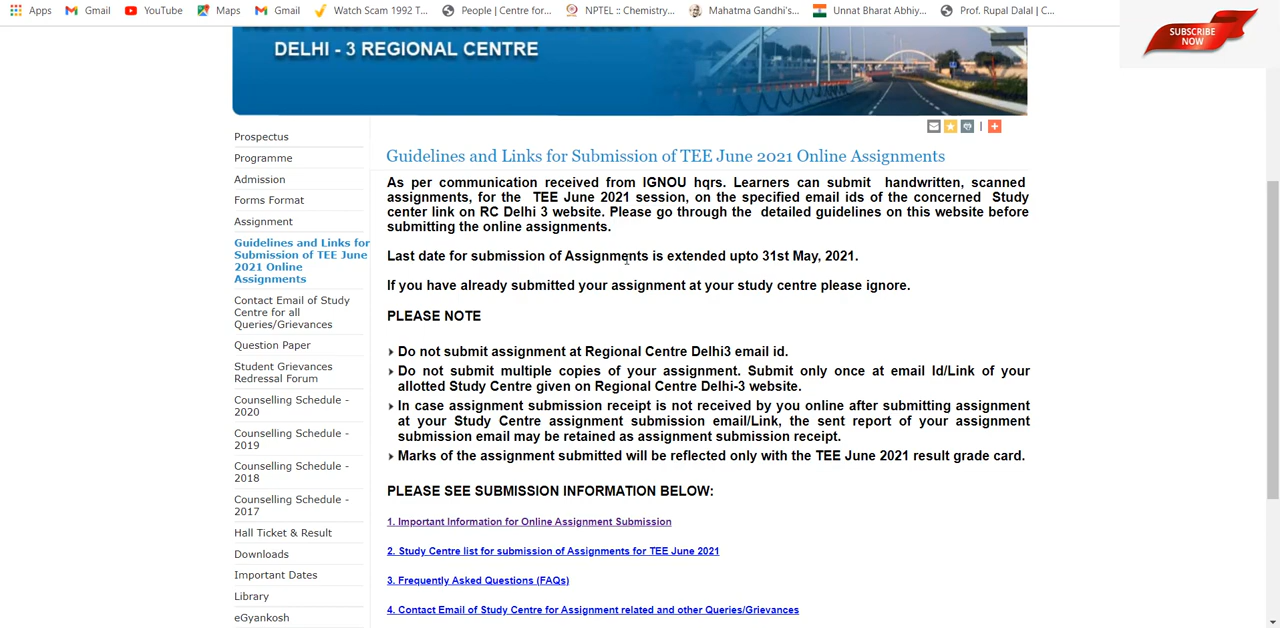 Apps Gmail YouTube Maps Gmail Watch Scam 1992 T... People | Centre for... NPTEL :: Chemistry... Mahatma Gandhi's... Unnat Bharat Abhiy... Prof. Rupal Dalal | C...
SUBSCRIBE
NOW
DELHI - 3 REGIONAL CENTRE
Prospectus
Programme
Admission
Forms Format
Assignment
Guidelines and Links for
Submission of TEE June
2021 Online
Assignments
Contact Email of Study
Centre for all
Queries/Grievances
Question Paper
Student Grievances
Redressal Forum
Counselling Schedule -
2020
Counselling Schedule -
2019
Counselling Schedule -
2018
Counselling Schedule -
2017
Hall Ticket & Result
Downloads
Important Dates
Library
eGyankosh
Guidelines and Links for Submission of TEE June 2021 Online Assignments
As per communication received from IGNOU hqrs. Learners can submit handwritten, scanned
assignments, for the TEE June 2021 session, on the specified email ids of the concerned Study
center link on RC Delhi 3 website. Please go through the detailed guidelines on this website before
submitting the online assignments.
Last date for submission of Assignments is extended upto 31st May, 2021.
If you have already submitted your assignment at your study centre please ignore.
PLEASE NOTE
Do not submit assignment at Regional Centre Delhi3 email id.
Do not submit multiple copies of your assignment. Submit only once at email Id/Link of your
allotted Study Centre given on Regional Centre Delhi-3 website.
In case assignment submission receipt is not received by you online after submitting assignment
at your Study Centre assignment submission email/Link, the sent report of your assignment
submission email may be retained as assignment submission receipt.
Marks of the assignment submitted will be reflected only with the TEE June 2021 result grade card.
PLEASE SEE SUBMISSION INFORMATION BELOW:
1. Important Information for Online Assignment Submission
2. Study Centre list for submission of Assignments for TEE June 2021
3. Frequently Asked Questions (FAQs)
4. Contact Email of Study Centre for Assignment related and other Queries/Grievances